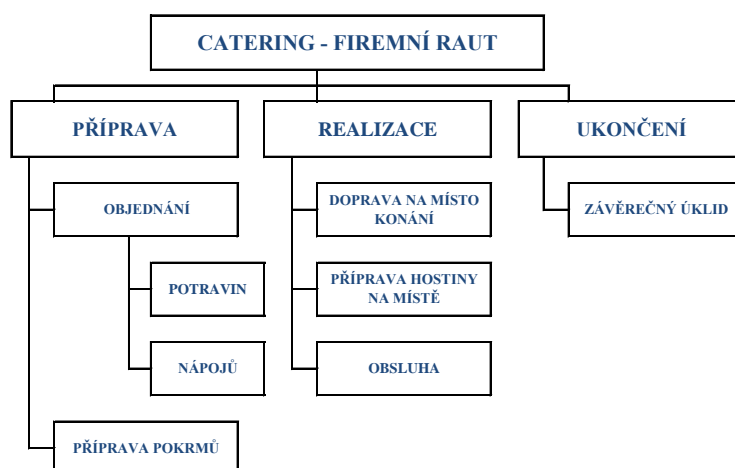 CATERING - FIREMNÍ RAUT
PŘÍPRAVA
REALIZACE
UKONČENÍ
OBJEDNÁNÍ
DOPRAVA NA MÍSTO
KONÁNÍ
ZÁVĚREČNÝ ÚKLID
POTRAVIN
PŘÍPRAVA HOSTINY
NA MÍSTĚ
NÁPOJŮ
OBSLUHA
PŘÍPRAVA POKRMŮ